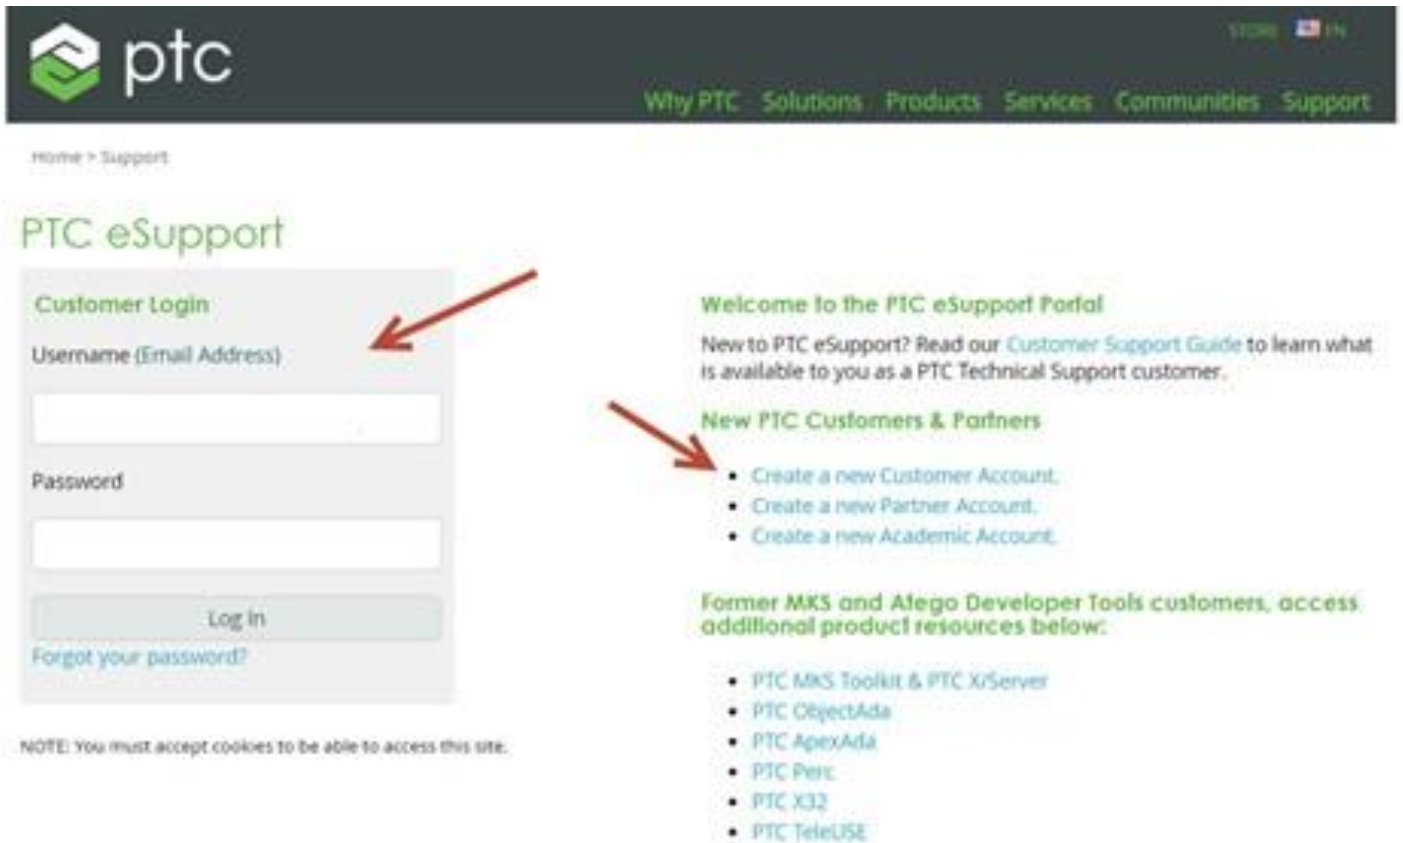 ptc
STORE EN
Why PTC Solutions Products Services Communities Support
Home > Support
PTC eSupport
Customer Login
Username (Email Address)
Password
Log In
Forgot your password?
NOTE: You must accept cookies to be able to access this site.
Welcome to the PTC eSupport Portal
New to PTC eSupport? Read our Customer Support Guide to learn what
is available to you as a PTC Technical Support customer.
New PTC Customers & Partners
• Create a new Customer Account.
• Create a new Partner Account.
• Create a new Academic Account.
Former MKS and Atego Developer Tools customers, access
additional product resources below:
• PTC MKS Toolkit & PTC X/Server
• PTC ObjectAda
• PTC ApexAda
• PTC Perc
• PTC X32
• PTC TeleUSE